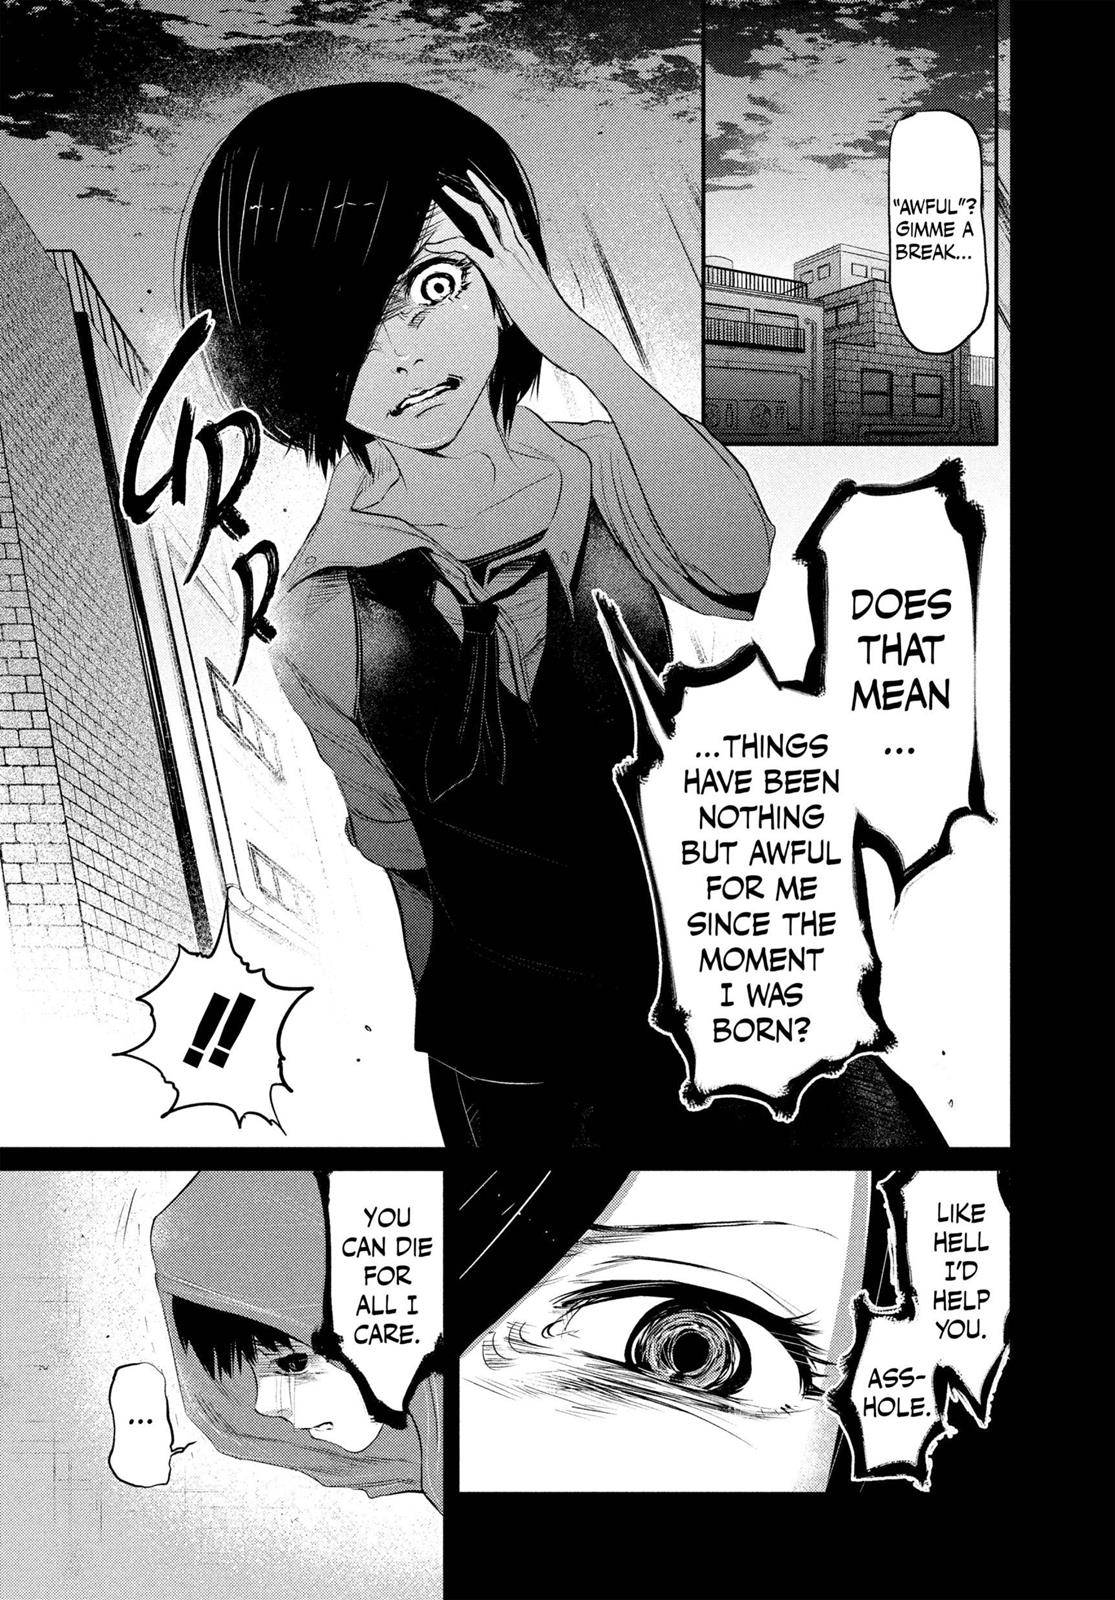 "AWFUL"?
GIMME A
BREAK...
DOES
THAT
MEAN
...
...THINGS
HAVE BEEN
NOTHING
BUT AWFUL
FOR ME
SINCE THE
MOMENT
I WAS
BORN?
GRRR
!!
LIKE
HELL
I'D
HELP
YOU.
ASS-
HOLE.
YOU
CAN DIE
FOR
ALL I
CARE.
...